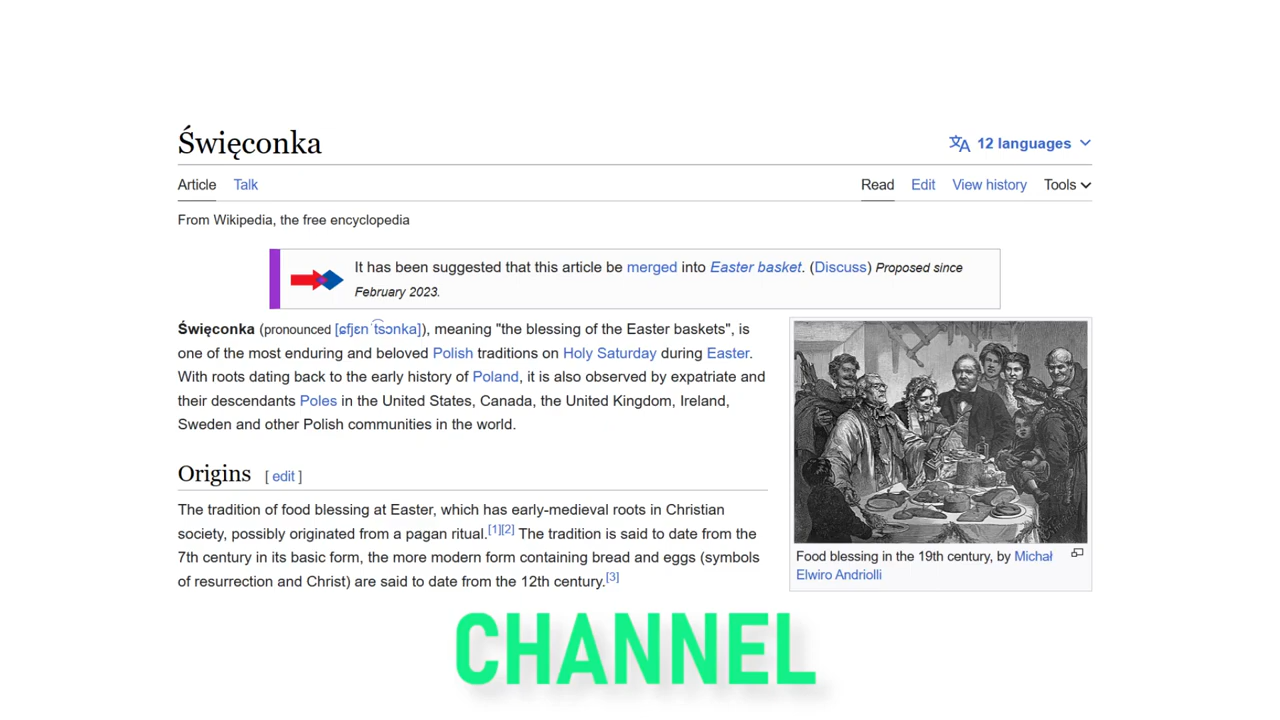 Święconka
12 languages
Article Talk Read Edit View history Tools
From Wikipedia, the free encyclopedia
It has been suggested that this article be merged into Easter basket. (Discuss) Proposed since
February 2023.
Święconka (pronounced [ɕfjɛnˈt͡sɔnka]), meaning "the blessing of the Easter baskets", is
one of the most enduring and beloved Polish traditions on Holy Saturday during Easter.
With roots dating back to the early history of Poland, it is also observed by expatriate and
their descendants Poles in the United States, Canada, the United Kingdom, Ireland,
Sweden and other Polish communities in the world.
Origins [ edit ]
The tradition of food blessing at Easter, which has early-medieval roots in Christian
society, possibly originated from a pagan ritual.[1][2] The tradition is said to date from the
7th century in its basic form, the more modern form containing bread and eggs (symbols
of resurrection and Christ) are said to date from the 12th century.[3]
Food blessing in the 19th century, by Michał
Elwiro Andriolli
CHANNEL